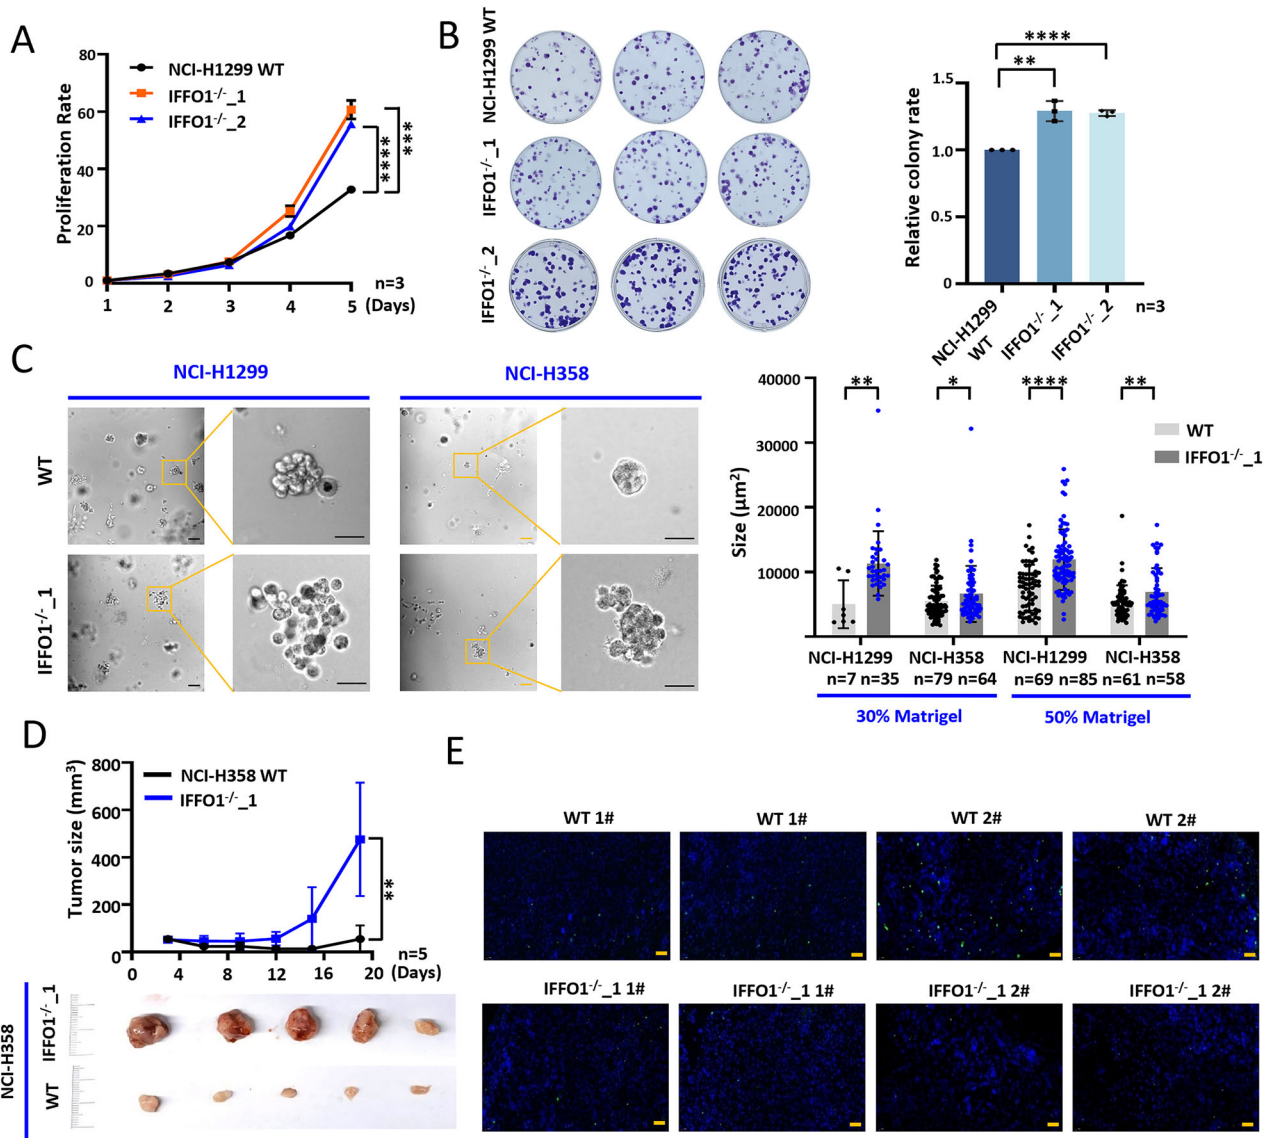 A
80
60
40
20
0
Proliferation Rate
NCI-H1299 WT
IFFO1-/-_1
IFFO1-/-_2
****
***
1 2 3 4 5
n=3
(Days)
B
NCI-H1299 WT
IFFO1-/-_1
IFFO1-/-_2
****
**
1.5
1.0
0.5
0
Relative colony rate
NCI-H1299
WT
IFFO1-/-_1
IFFO1-/-_2
n=3
C
NCI-H1299
NCI-H358
WT
IFFO1-/-_1
40000
30000
20000
10000
Size (μm²)
** * **** **
WT
IFFO1-/-_1
NCI-H1299 NCI-H358 NCI-H1299 NCI-H358
n=7 n=35 n=79 n=64 n=69 n=85 n=61 n=58
30% Matrigel 50% Matrigel
D
800
600
400
200
0
Tumor size (mm³)
NCI-H358 WT
IFFO1-/-_1
**
0 4 8 12 16 20
n=5
(Days)
NCI-H358
IFFO1-/-_1
WT
E
WT 1# WT 1# WT 2# WT 2#
IFFO1-/-_1 1# IFFO1-/-_1 1# IFFO1-/-_1 2# IFFO1-/-_1 2#